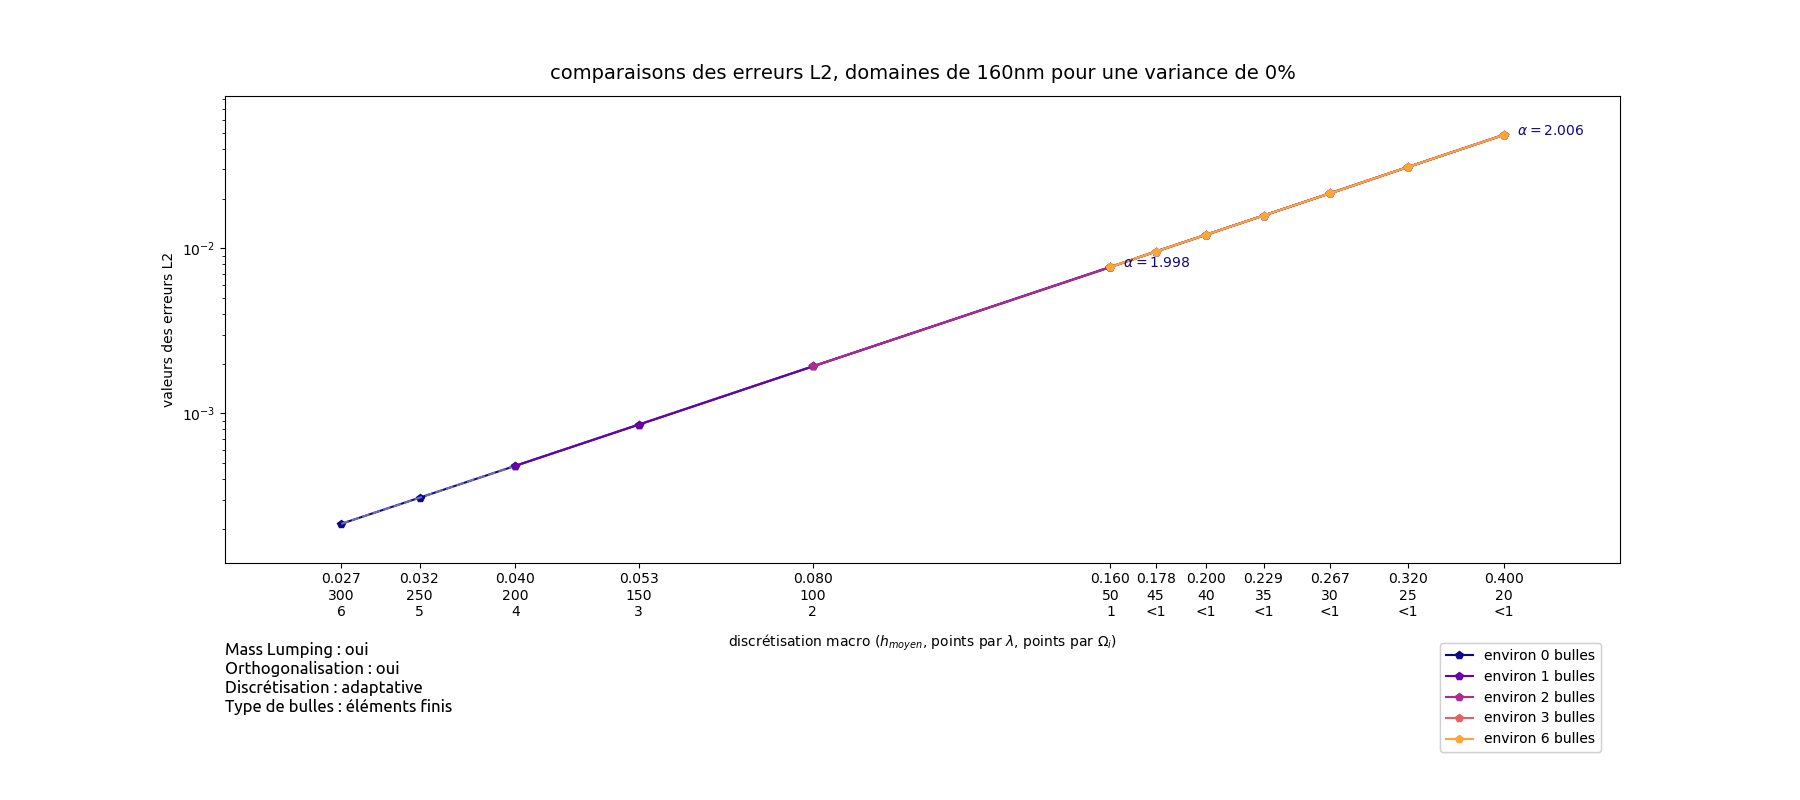 comparaisons des erreurs L2, domaines de 160nm pour une variance de 0%
valeurs des erreurs L2
10⁻²
10⁻³
α = 2.006
α = 1.998
0.027 0.032 0.040 0.053 0.080 0.160 0.178 0.200 0.229 0.267 0.320 0.400
300 250 200 150 100 50 45 40 35 30 25 20
6 5 4 3 2 1 <1 <1 <1 <1 <1 <1
discrétisation macro (h_moyen, points par λ, points par Ω_i)
Mass Lumping : oui
Orthogonalisation : oui
Discrétisation : adaptative
Type de bulles : éléments finis
environ 0 bulles
environ 1 bulles
environ 2 bulles
environ 3 bulles
environ 6 bulles